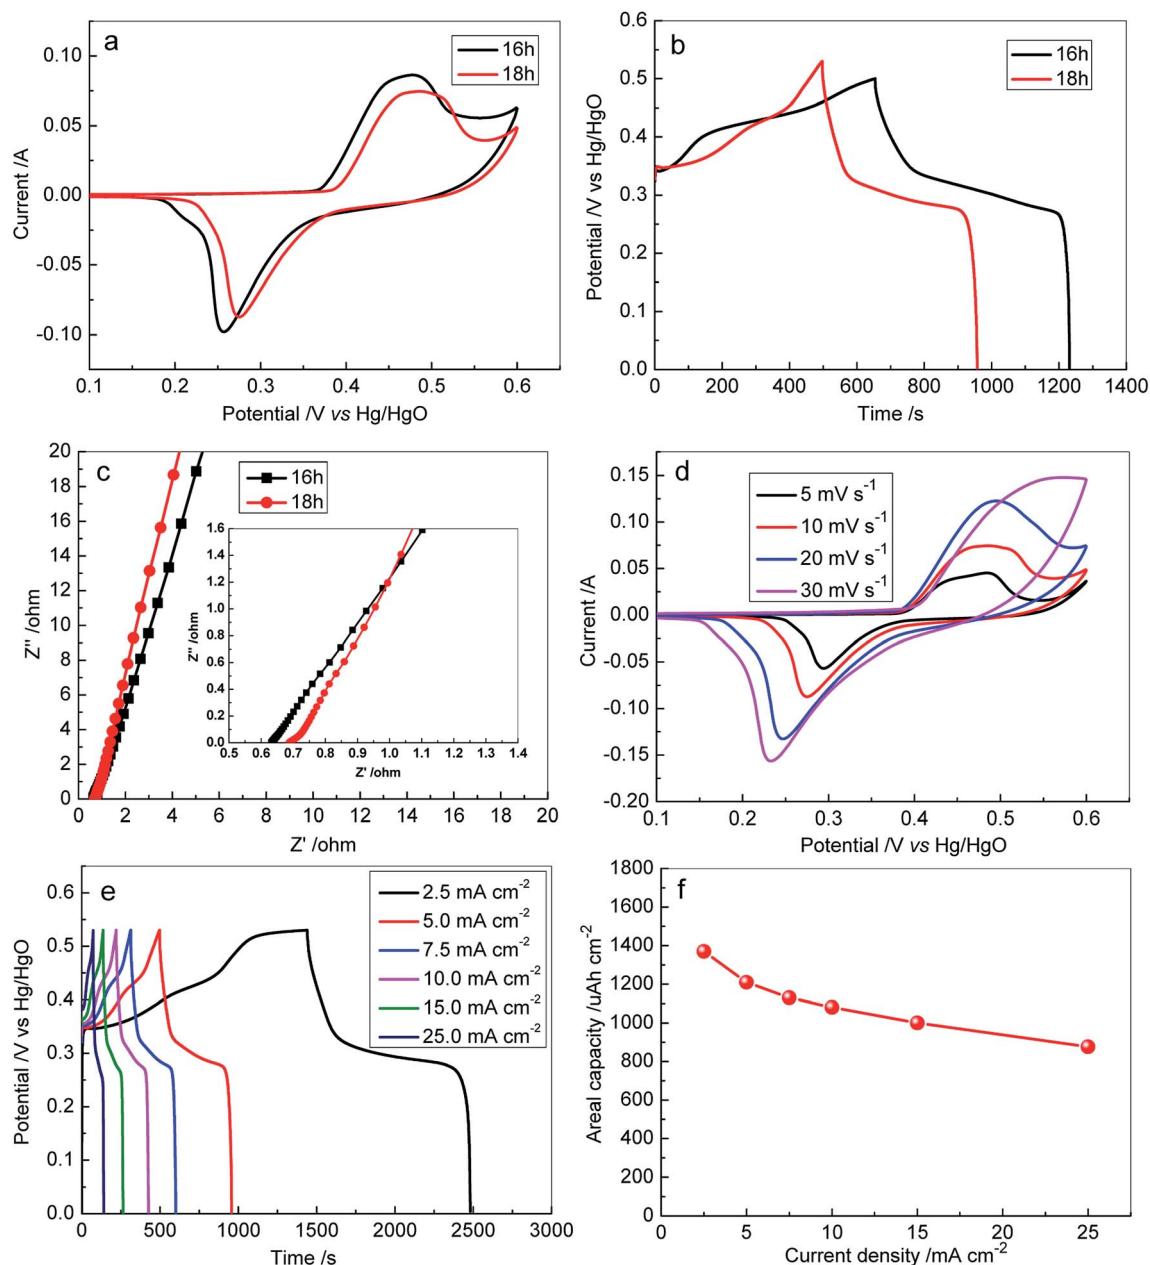 a
16h
18h
0.10
0.05
0.00
-0.05
-0.10
Current /A
0.1 0.2 0.3 0.4 0.5 0.6
Potential /V vs Hg/HgO
b
16h
18h
0.6
0.5
0.4
0.3
0.2
0.1
0.0
Potential /V vs Hg/HgO
0 200 400 600 800 1000 1200 1400
Time /s
c
16h
18h
20
18
16
14
12
10
8
6
4
2
0
Z'' /ohm
0 2 4 6 8 10 12 14 16 18 20
Z' /ohm
1.6
1.4
1.2
1.0
0.8
0.6
0.4
0.2
0.0
Z'' /ohm
0.5 0.6 0.7 0.8 0.9 1.0 1.1 1.2 1.3 1.4
Z' /ohm
d
5 mV s⁻¹
10 mV s⁻¹
20 mV s⁻¹
30 mV s⁻¹
0.15
0.10
0.05
0.00
-0.05
-0.10
-0.15
-0.20
Current /A
0.1 0.2 0.3 0.4 0.5 0.6
Potential /V vs Hg/HgO
e
2.5 mA cm⁻²
5.0 mA cm⁻²
7.5 mA cm⁻²
10.0 mA cm⁻²
15.0 mA cm⁻²
25.0 mA cm⁻²
0.6
0.5
0.4
0.3
0.2
0.1
0.0
Potential /V vs Hg/HgO
0 500 1000 1500 2000 2500 3000
Time /s
f
1800
1600
1400
1200
1000
800
600
400
200
0
Areal capacity /uAh cm⁻²
0 5 10 15 20 25
Current density /mA cm⁻²